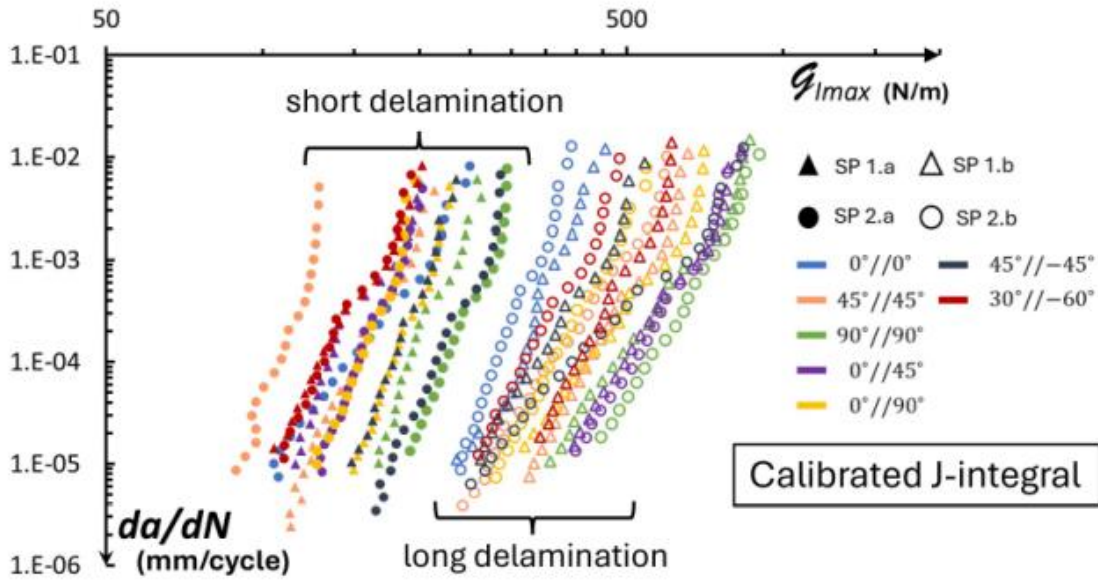 50 500
1.E-01
𝒢Imax (N/m)
short delamination
1.E-02
SP 1.a SP 1.b
SP 2.a SP 2.b
1.E-03
0°//0° 45°//−45°
45°//45° 30°//−60°
90°//90°
1.E-04
0°//45°
0°//90°
1.E-05
Calibrated J-integral
da/dN
(mm/cycle)
long delamination
1.E-06